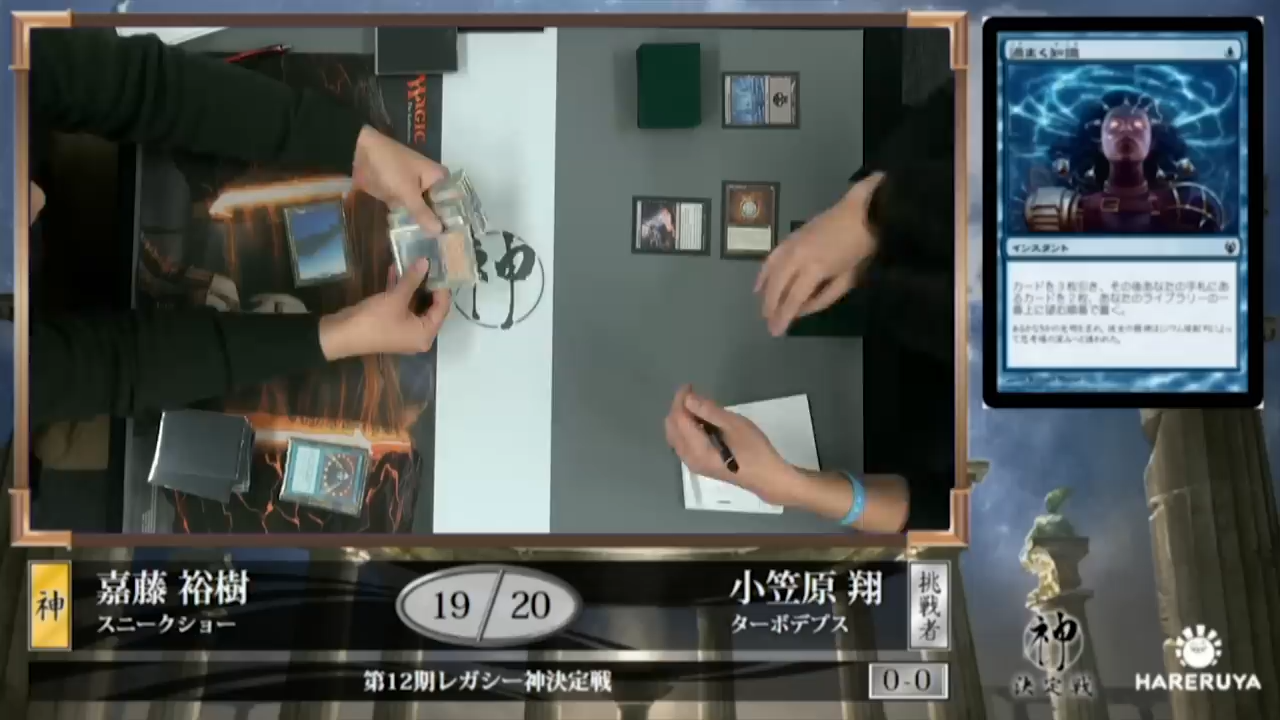 MAGIC
神
渦まく知識
インスタント
カードを3枚引き、その後あなたの手札にあ
るカードを2枚、あなたのライブラリーの一
番上に望む順番で置く。
神
嘉藤 裕樹
スニークショー
19 / 20
小笠原 翔
ターボデプス
挑戦者
第12期レガシー神決定戦
0-0
神
決定戦
HARERUYA